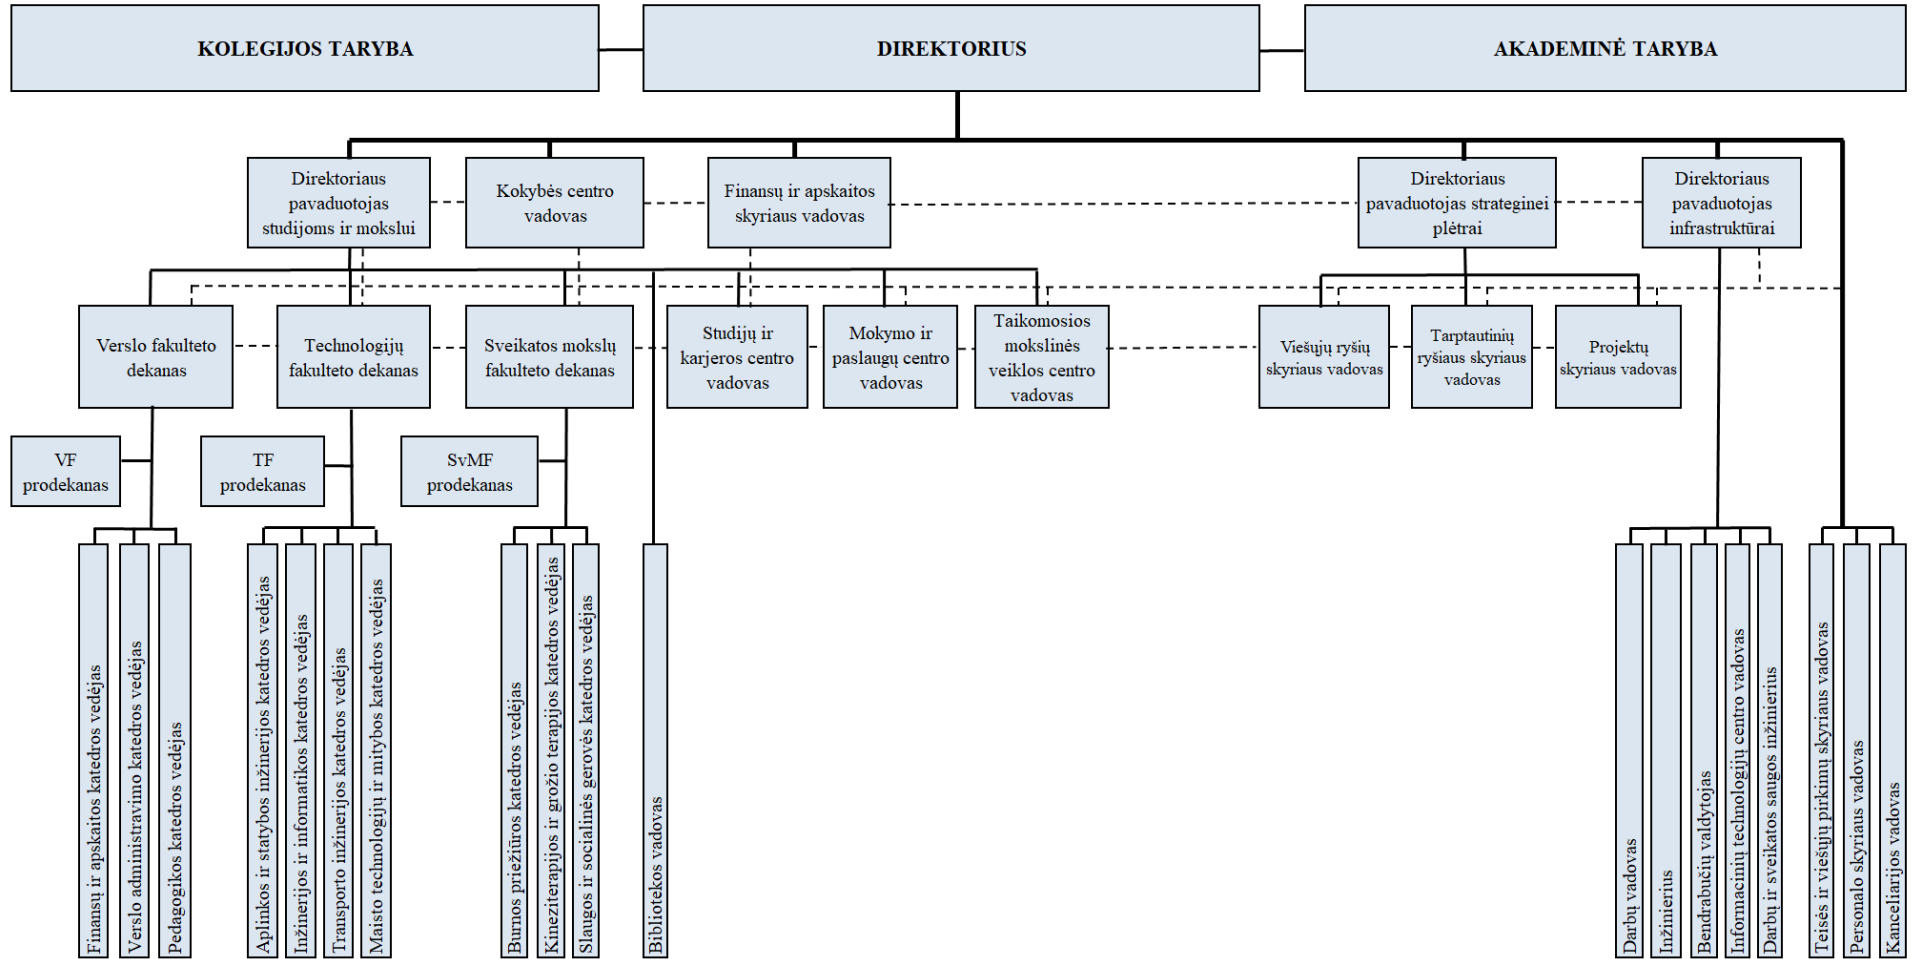 KOLEGIJOS TARYBA
DIREKTORIUS
AKADEMINĖ TARYBA
Direktoriaus
pavaduotojas
studijoms ir mokslui
Kokybės centro
vadovas
Finansų ir apskaitos
skyriaus vadovas
Direktoriaus
pavaduotojas strateginei
plėtrai
Direktoriaus
pavaduotojas
infrastruktūrai
Verslo fakulteto
dekanas
Technologijų
fakulteto dekanas
Sveikatos mokslų
fakulteto dekanas
Studijų ir
karjeros centro
vadovas
Mokymo ir
paslaugų centro
vadovas
Taikomosios
mokslinės
veiklos centro
vadovas
Viešųjų ryšių
skyriaus vadovas
Tarptautinių
ryšiaus skyriaus
vadovas
Projektų
skyriaus vadovas
VF
prodekanas
TF
prodekanas
SvMF
prodekanas
Finansų ir apskaitos katedros vedėjas
Verslo administravimo katedros vedėjas
Pedagogikos katedros vedėjas
Aplinkos ir statybos inžinerijos katedros vedėjas
Inžinerijos ir informatikos katedros vedėjas
Transporto inžinerijos katedros vedėjas
Maisto technologijų ir mitybos katedros vedėjas
Burnos priežiūros katedros vedėjas
Kineziterapijos ir grožio terapijos katedros vedėjas
Slaugos ir socialinės gerovės katedros vedėjas
Bibliotekos vadovas
Darbų vadovas
Inžinierius
Bendrabučių valdytojas
Informacinių technologijų centro vadovas
Darbų ir sveikatos saugos inžinierius
Teisės ir viešųjų pirkimų skyriaus vadovas
Personalo skyriaus vadovas
Kanceliarijos vadovas